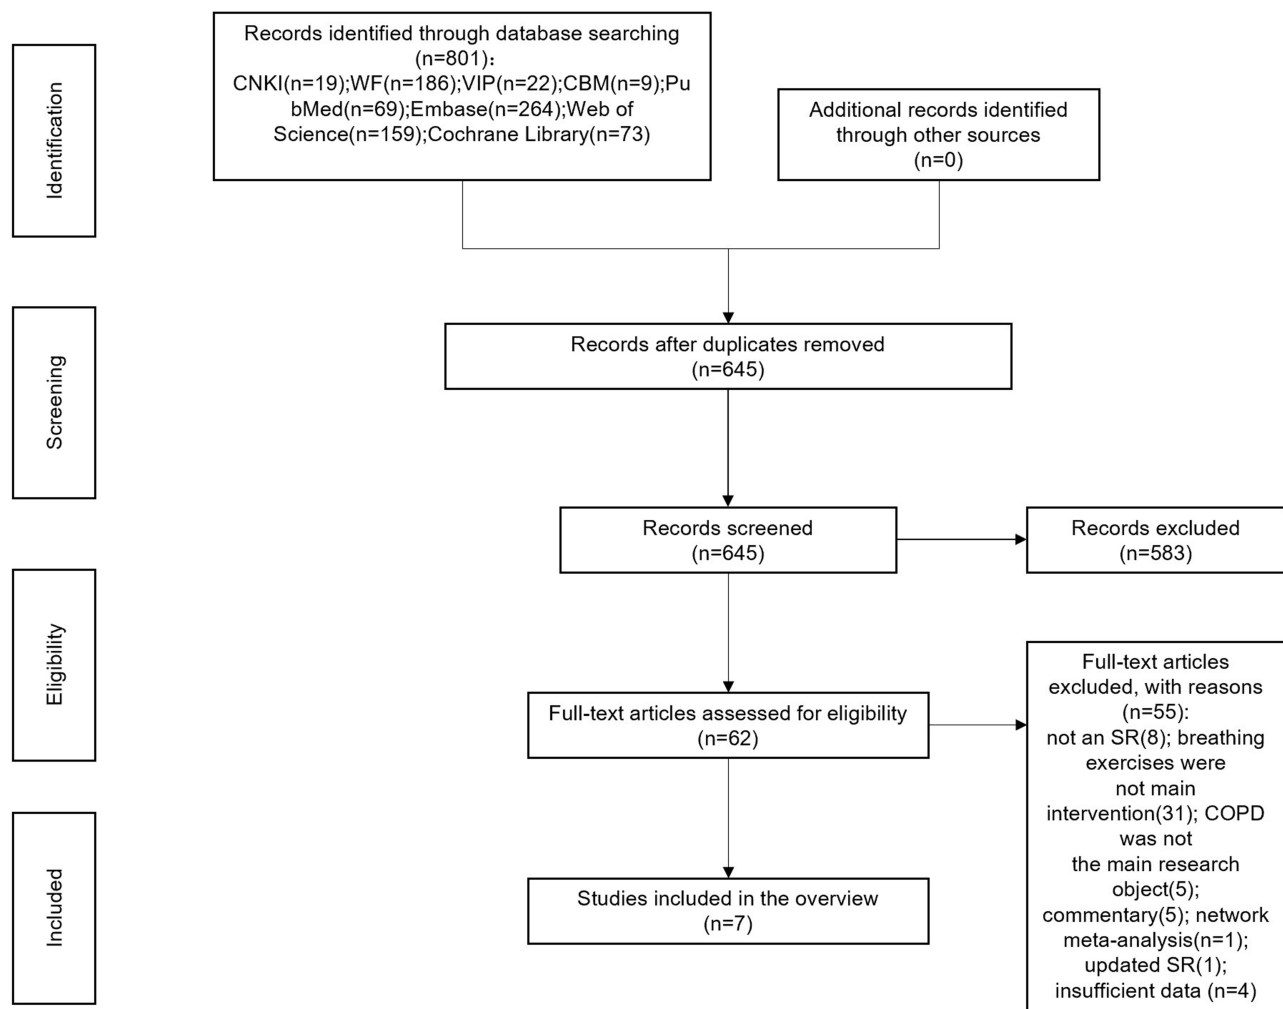 Identification
Records identified through database searching
(n=801):
CNKI(n=19);WF(n=186);VIP(n=22);CBM(n=9);Pu
bMed(n=69);Embase(n=264);Web of
Science(n=159);Cochrane Library(n=73)
Additional records identified
through other sources
(n=0)
Screening
Records after duplicates removed
(n=645)
Records screened
(n=645)
Records excluded
(n=583)
Eligibility
Full-text articles assessed for eligibility
(n=62)
Full-text articles
excluded, with reasons
(n=55):
not an SR(8); breathing
exercises were
not main
intervention(31); COPD
was not
the main research
object(5);
commentary(5); network
meta-analysis(n=1);
updated SR(1);
insufficient data (n=4)
Included
Studies included in the overview
(n=7)